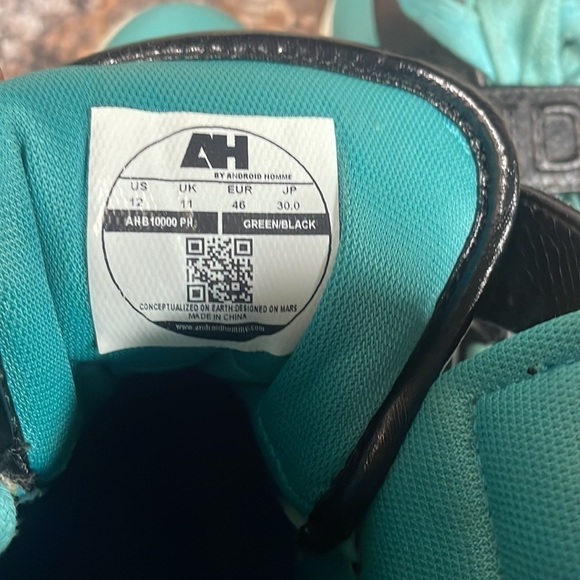 AH
BY ANDROID HOMME
US UK EUR JP
12 11 46 30.0
AHB10000 PH GREEN/BLACK
CONCEPTUALIZED ON EARTH.DESIGNED ON MARS
MADE IN CHINA
www.androidhomme.com